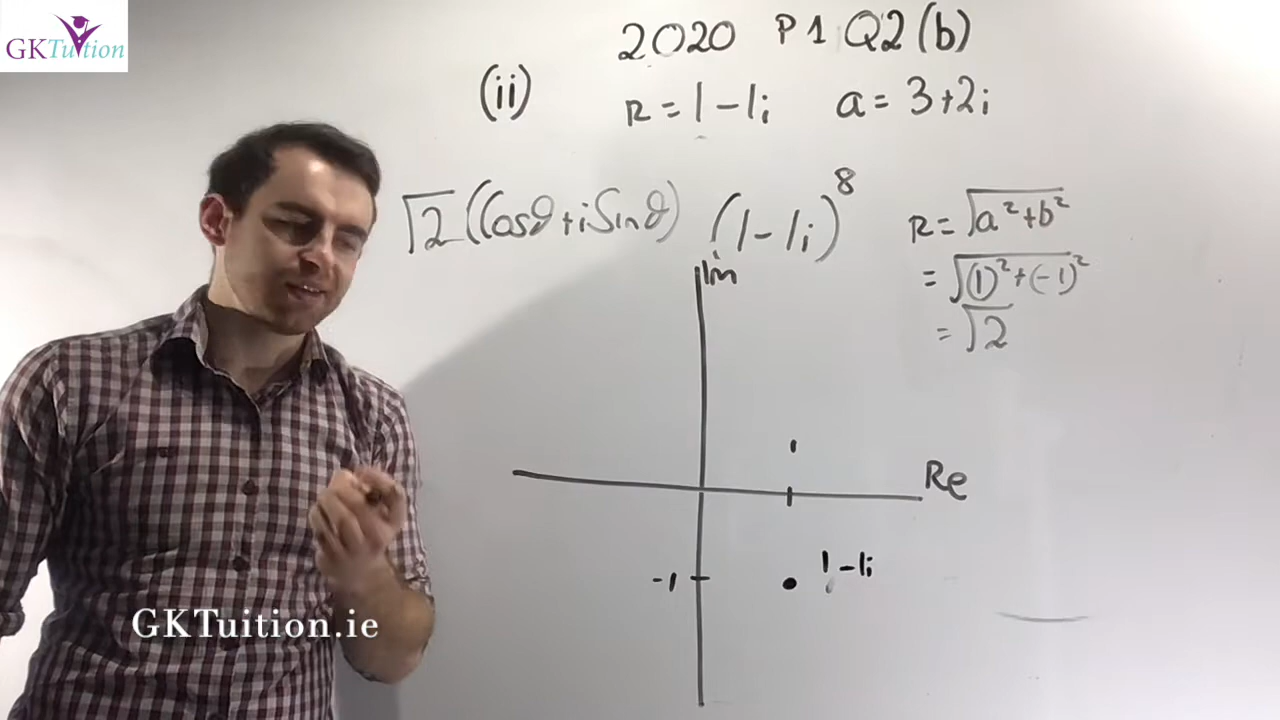 GKTuition
2020 P1 Q2(b)
(ii)
r = 1 - 1i a = 3+2i
√2(Cosθ+iSinθ) (1 - 1i)⁸
r = √a²+b²
= √(1)²+(-1)²
= √2
Im
1
Re
1-1i
-1
GKTuition.ie